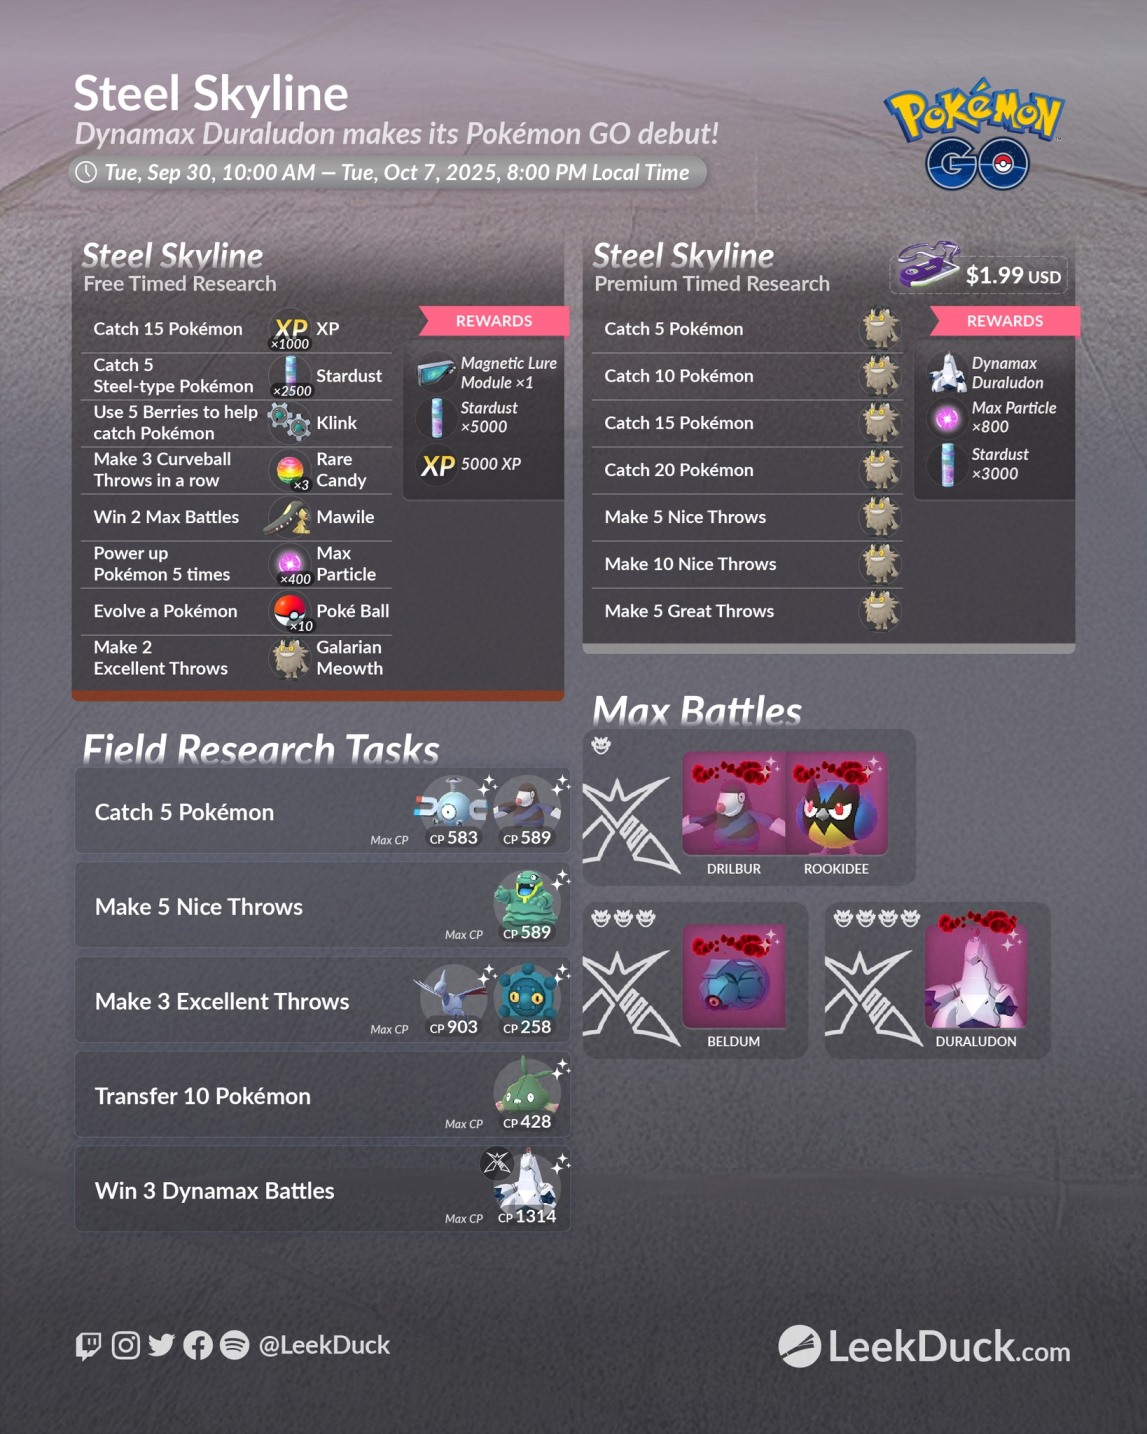 Steel Skyline
Dynamax Duraludon makes its Pokémon GO debut!
Tue, Sep 30, 10:00 AM — Tue, Oct 7, 2025, 8:00 PM Local Time
POKéMON
GO
™
Steel Skyline
Free Timed Research
Catch 15 Pokémon
XP
×1000
XP
Catch 5
Steel-type Pokémon
×2500
Stardust
Use 5 Berries to help
catch Pokémon
Klink
Make 3 Curveball
Throws in a row
×3
Rare
Candy
Win 2 Max Battles
Mawile
Power up
Pokémon 5 times
×400
Max
Particle
Evolve a Pokémon
×10
Poké Ball
Make 2
Excellent Throws
Galarian
Meowth
REWARDS
Magnetic Lure
Module ×1
Stardust
×5000
XP
5000 XP
Steel Skyline
Premium Timed Research
$1.99 USD
Catch 5 Pokémon
Catch 10 Pokémon
Catch 15 Pokémon
Catch 20 Pokémon
Make 5 Nice Throws
Make 10 Nice Throws
Make 5 Great Throws
REWARDS
Dynamax
Duraludon
Max Particle
×800
Stardust
×3000
Field Research Tasks
Catch 5 Pokémon
Max CP
CP 583
CP 589
Make 5 Nice Throws
Max CP
CP 589
Make 3 Excellent Throws
Max CP
CP 903
CP 258
Transfer 10 Pokémon
Max CP
CP 428
Win 3 Dynamax Battles
Max CP
CP 1314
Max Battles
DRILBUR
ROOKIDEE
BELDUM
DURALUDON
@LeekDuck
LeekDuck.com